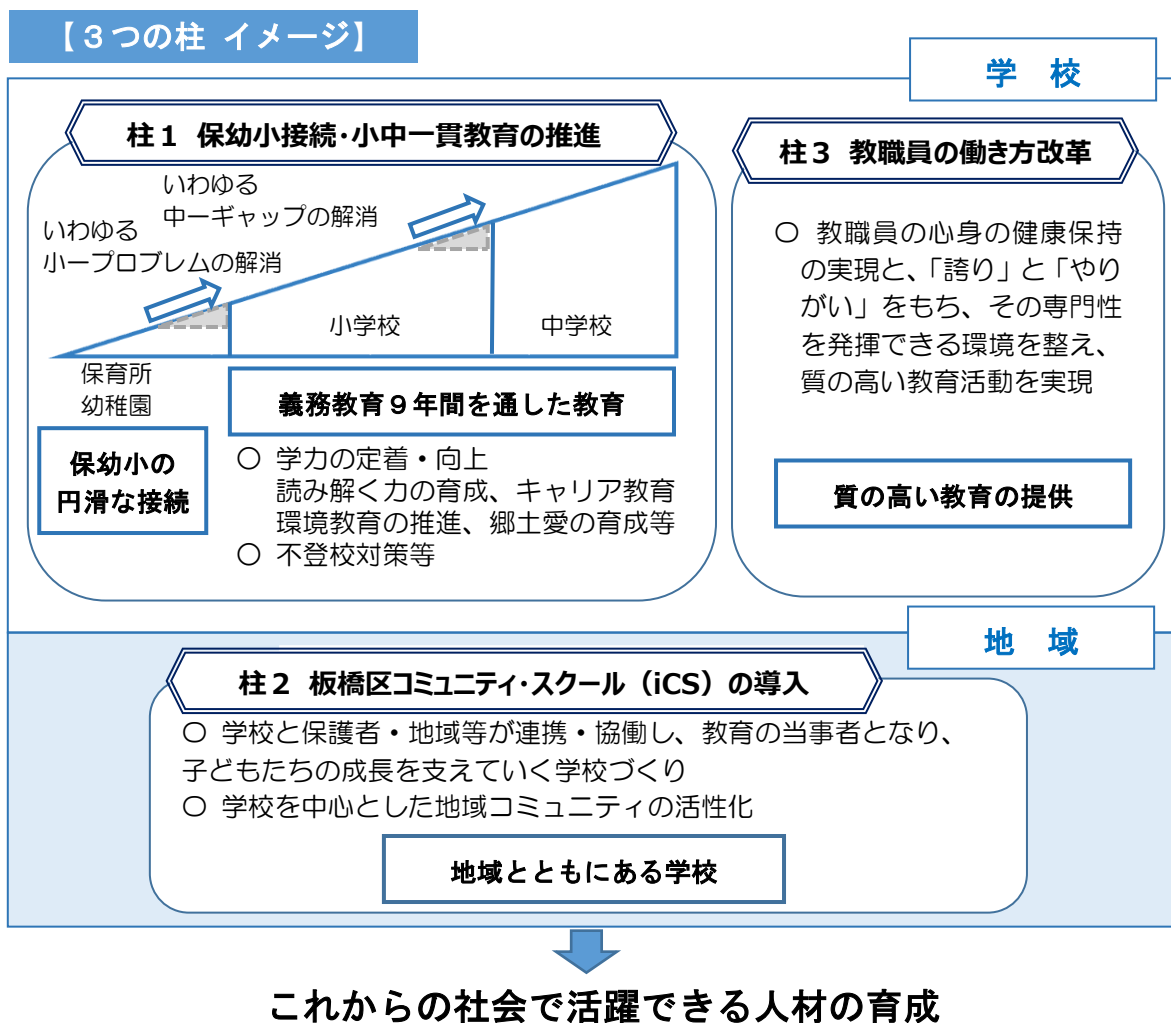 【３つの柱 イメージ】
学 校
柱１ 保幼小接続・小中一貫教育の推進
いわゆる
中一ギャップの解消
いわゆる
小一プロブレムの解消
小学校
中学校
保育所
幼稚園
義務教育９年間を通した教育
保幼小の
円滑な接続
○ 学力の定着・向上
読み解く力の育成、キャリア教育
環境教育の推進、郷土愛の育成等
○ 不登校対策等
柱３ 教職員の働き方改革
○ 教職員の心身の健康保持
の実現と、「誇り」と「やり
がい」をもち、その専門性
を発揮できる環境を整え、
質の高い教育活動を実現
質の高い教育の提供
地 域
柱２ 板橋区コミュニティ・スクール（iCS）の導入
○ 学校と保護者・地域等が連携・協働し、教育の当事者となり、
子どもたちの成長を支えていく学校づくり
○ 学校を中心とした地域コミュニティの活性化
地域とともにある学校
これからの社会で活躍できる人材の育成